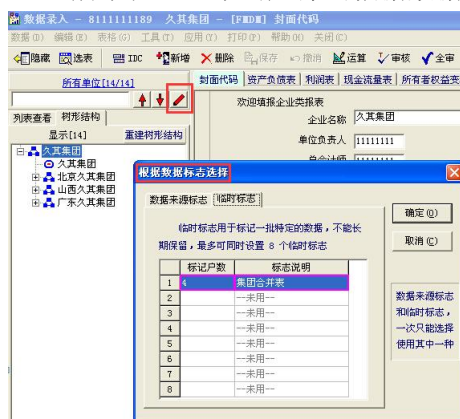 数据录入 - 8111111189 久其集团 - [FMDM] 封面代码
数据(D) 编辑(E) 表格(G) 工具(T) 应用(Y) 打印(P) 帮助(H) 关闭(C)
隐藏 选表 IDC 新增 删除 保存 撤消 运算 审核 全审
所有单位[14/14]
封面代码 资产负债表 利润表 现金流量表 所有者权益变
列表查看 树形结构
显示[14] 重建树形结构
久其集团
久其集团
北京久其集团
山西久其集团
广东久其集团
欢迎填报企业类报表
企业名称 久其集团
单位负责人 11111111
总会计师 11111111
根据数据标志选择
数据来源标志 临时标志
临时标志用于标记一批特定的数据，不能长
期保留，最多可同时设置 8 个临时标志
标记户数 标志说明
1 4 集团合并表
2 --未用--
3 --未用--
4 --未用--
5 --未用--
6 --未用--
7 --未用--
8 --未用--
确定(O)
取消(C)
数据来源标志
和临时标志，
一次只能选择
使用其中一种